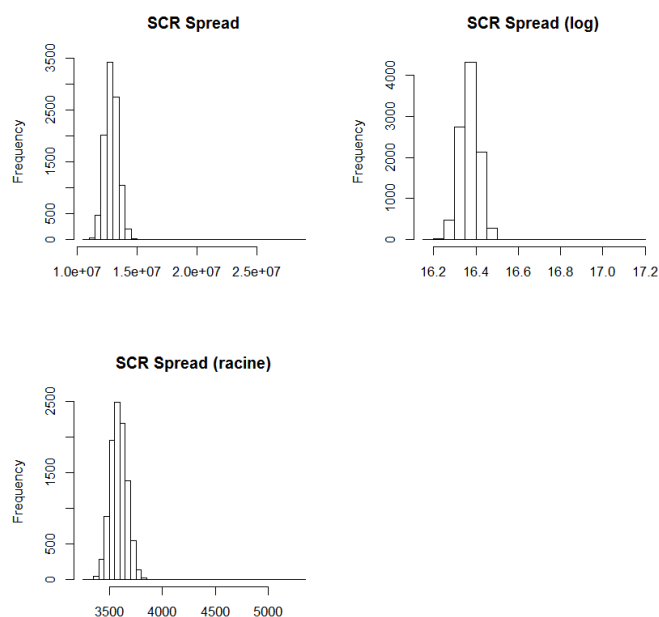 SCR Spread
SCR Spread (log)
Frequency
0 500 1500 2500 3500
1.0e+07 1.5e+07 2.0e+07 2.5e+07
Frequency
0 1000 2000 3000 4000
16.2 16.4 16.6 16.8 17.0 17.2
SCR Spread (racine)
Frequency
0 500 1500 2500
3500 4000 4500 5000